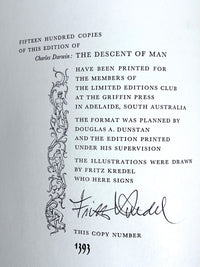 FIFTEEN HUNDRED COPIES
OF THIS EDITION OF
Charles Darwin: THE DESCENT OF MAN
HAVE BEEN PRINTED FOR
THE MEMBERS OF
THE LIMITED EDITIONS CLUB
AT THE GRIFFIN PRESS
IN ADELAIDE, SOUTH AUSTRALIA
THE FORMAT WAS PLANNED BY
DOUGLAS A. DUNSTAN
AND THE EDITION PRINTED
UNDER HIS SUPERVISION
THE ILLUSTRATIONS WERE DRAWN
BY FRITZ KREDEL
WHO HERE SIGNS
Fritz Kredel
THIS COPY NUMBER
1393